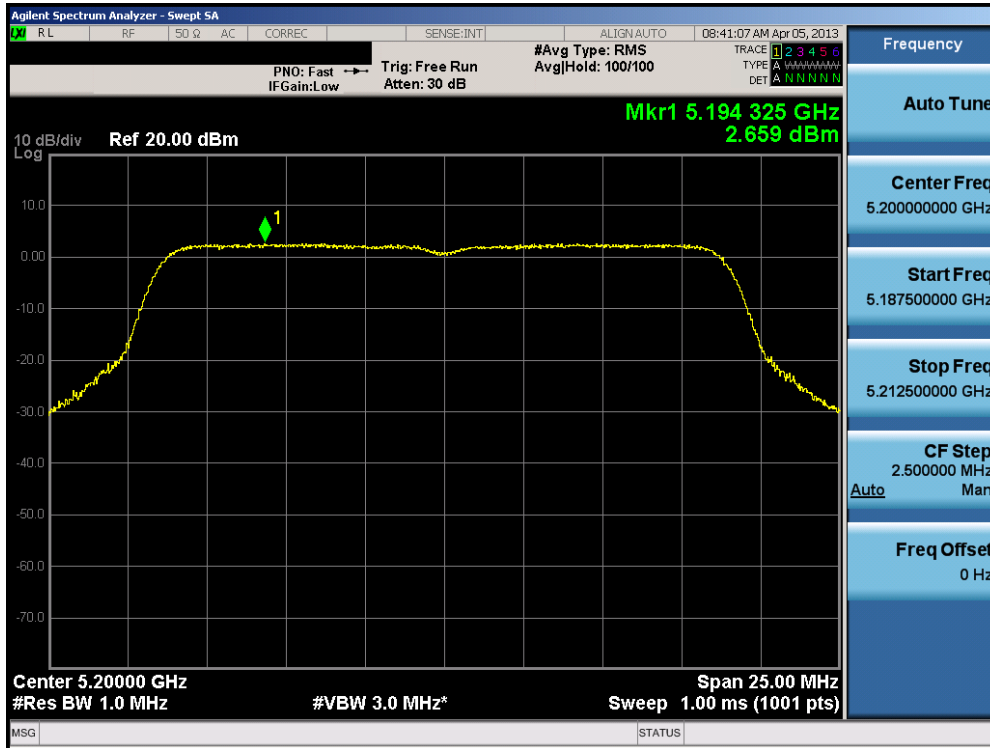 Agilent Spectrum Analyzer - Swept SA
LXI RL RF 50 Ω AC CORREC SENSE:INT ALIGN AUTO 08:41:07 AM Apr 05, 2013
PNO: Fast
IFGain:Low
Trig: Free Run
Atten: 30 dB
#Avg Type: RMS
Avg|Hold: 100/100
TRACE 1 2 3 4 5 6
TYPE A WWWWW
DET A N N N N N
Mkr1 5.194 325 GHz
2.659 dBm
10 dB/div
Log
Ref 20.00 dBm
1
10.0
0.00
-10.0
-20.0
-30.0
-40.0
-50.0
-60.0
-70.0
Center 5.20000 GHz
#Res BW 1.0 MHz
#VBW 3.0 MHz*
Span 25.00 MHz
Sweep 1.00 ms (1001 pts)
MSG
STATUS
Frequency
Auto Tune
Center Freq
5.200000000 GHz
Start Freq
5.187500000 GHz
Stop Freq
5.212500000 GHz
CF Step
2.500000 MHz
Auto Man
Freq Offset
0 Hz